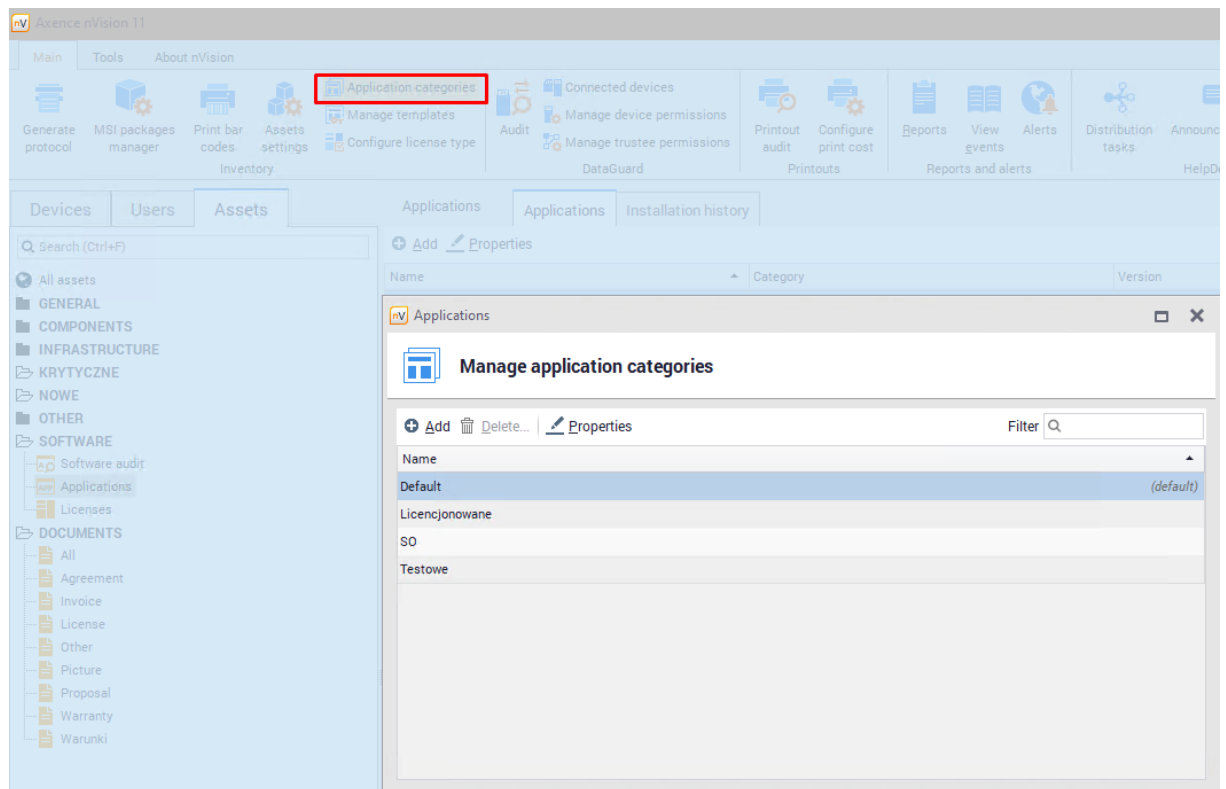 nV Axence nVision 11
Main Tools About nVision
Generate protocol
MSI packages manager
Print bar codes
Assets settings
Application categories
Manage templates
Configure license type
Inventory
Audit
Connected devices
Manage device permissions
Manage trustee permissions
DataGuard
Printout audit
Configure print cost
Printouts
Reports
View events
Alerts
Reports and alerts
Distribution tasks
Announc
HelpDe
Devices Users Assets
Search (Ctrl+F)
All assets
GENERAL
COMPONENTS
INFRASTRUCTURE
KRYTYCZNE
NOWE
OTHER
SOFTWARE
Software audit
Applications
Licenses
DOCUMENTS
All
Agreement
Invoice
License
Other
Picture
Proposal
Warranty
Warunki
Applications Applications Installation history
Add Properties
Name Category Version
nV Applications
Manage application categories
Add Delete... Properties Filter
Name
Default (default)
Licencjonowane
SO
Testowe